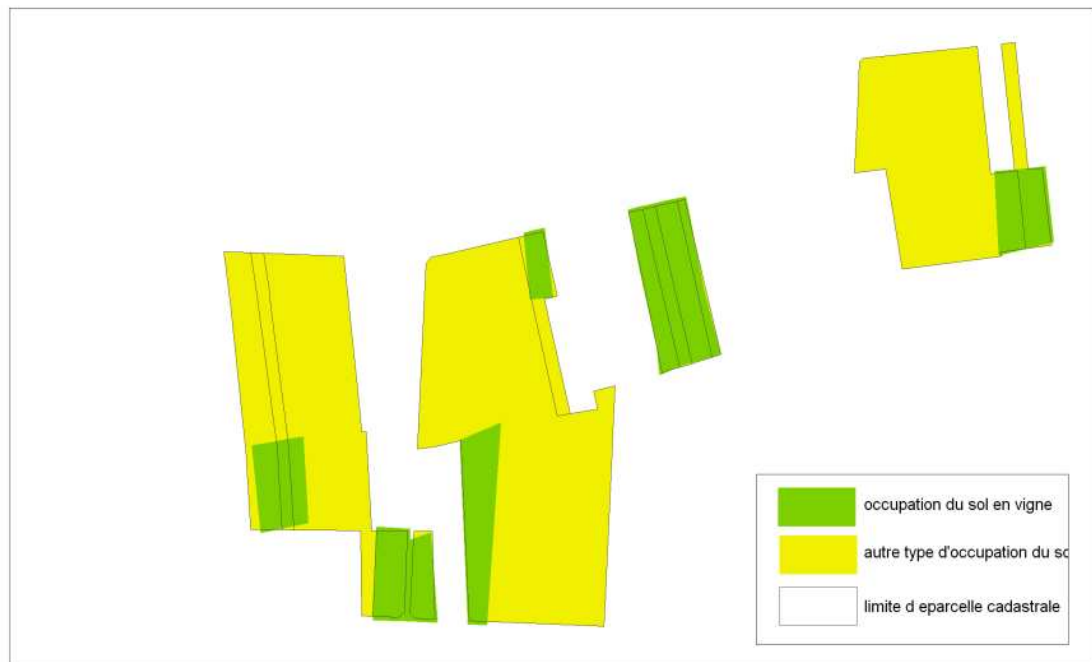 occupation du sol en vigne
autre type d'occupation du so
limite d eparcelle cadastrale